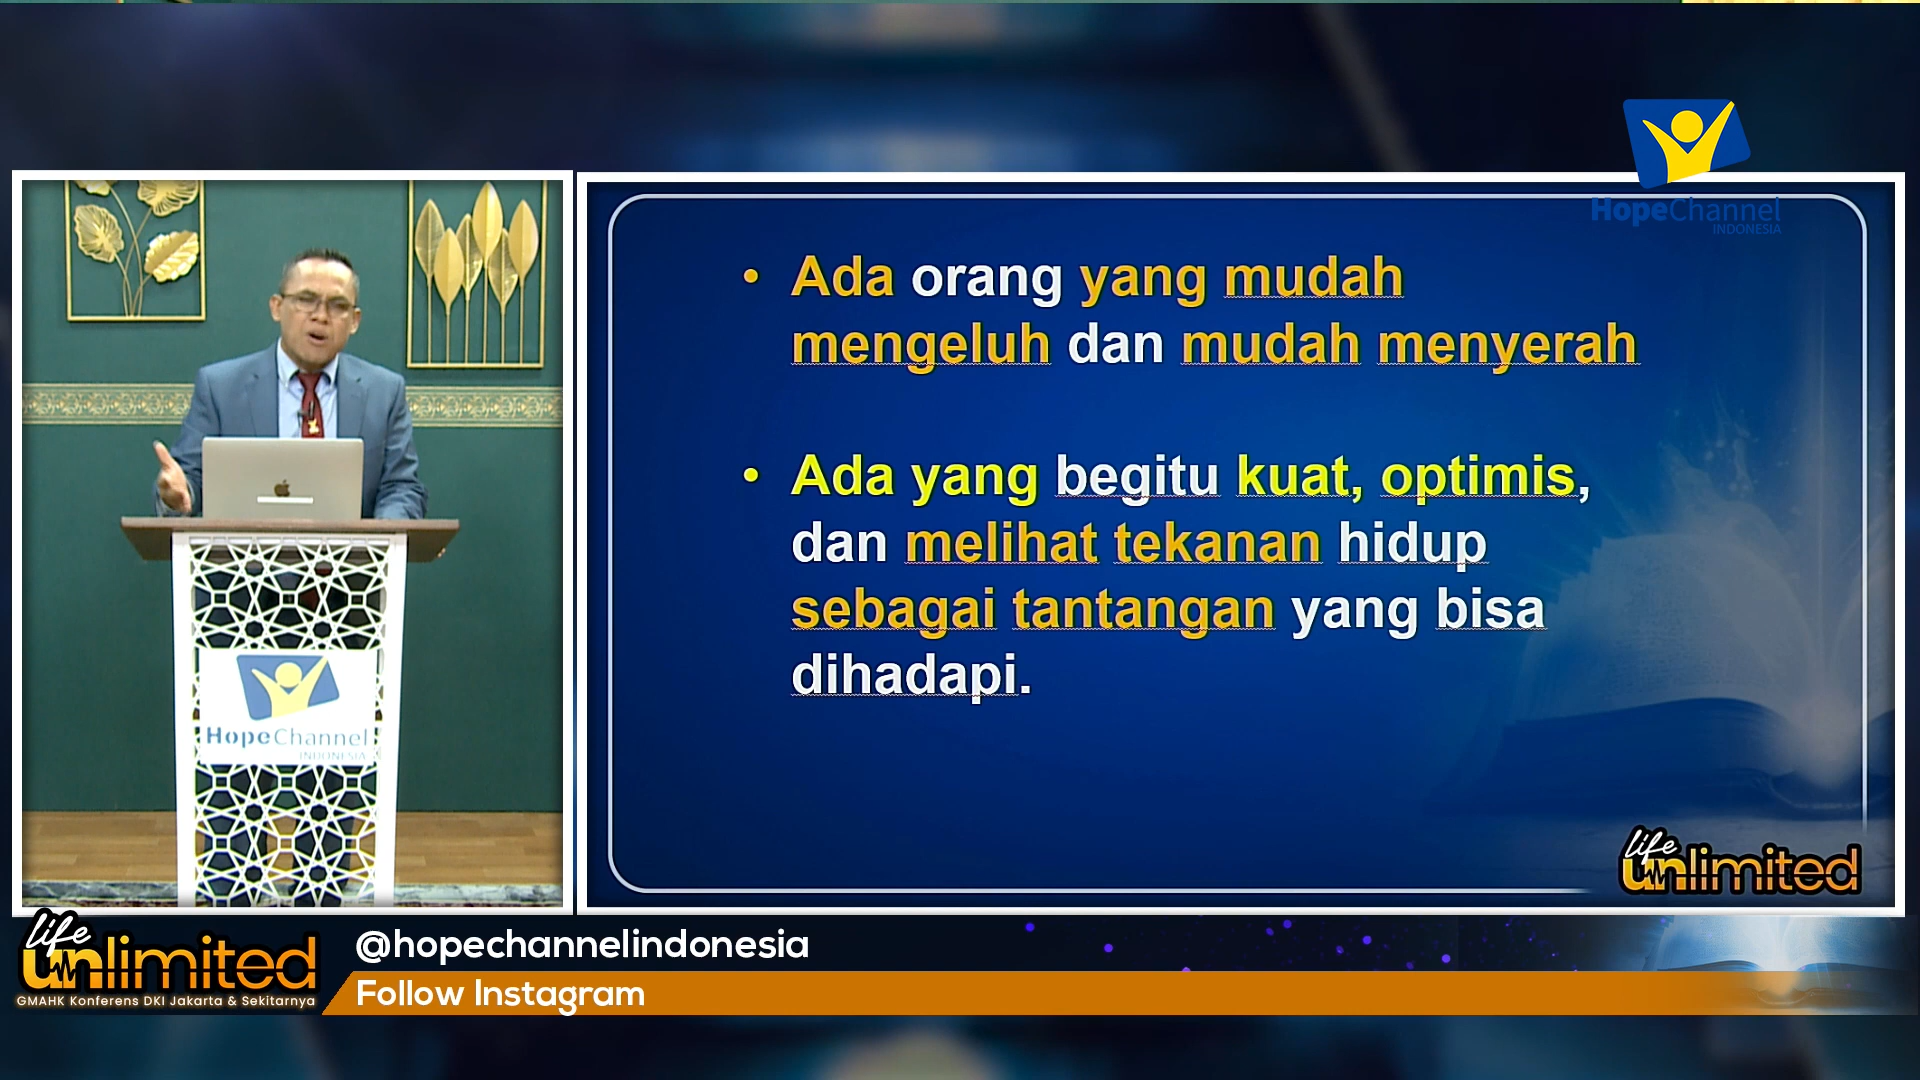 HopeChannel
INDONESIA
• Ada orang yang mudah
mengeluh dan mudah menyerah
• Ada yang begitu kuat, optimis,
dan melihat tekanan hidup
sebagai tantangan yang bisa
dihadapi.
HopeChannel
INDONESIA
life
unlimited
life
unlimited
GMAHK Konferens DKI Jakarta & Sekitarnya
@hopechannelindonesia
Follow Instagram